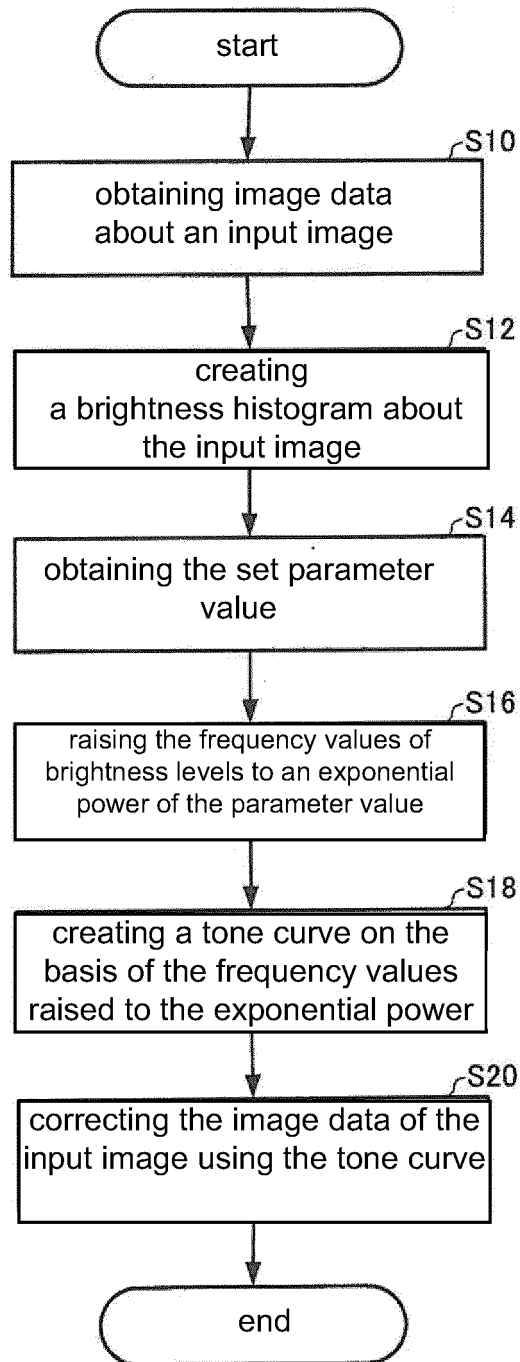 start
S10
obtaining image data
about an input image
S12
creating
a brightness histogram about
the input image
S14
obtaining the set parameter
value
S16
raising the frequency values of
brightness levels to an exponential
power of the parameter value
S18
creating a tone curve on the
basis of the frequency values
raised to the exponential power
S20
correcting the image data of the
input image using the tone curve
end